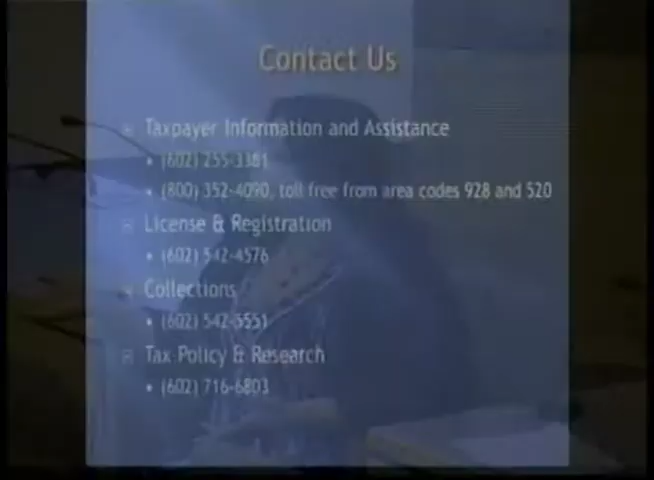 Contact Us
Taxpayer Information and Assistance
(602) 255-3381
(800) 352-4090, toll free from area codes 928 and 520
License & Registration
(602) 542-4576
Collections
(602) 542-5551
Tax Policy & Research
(602) 716-6803